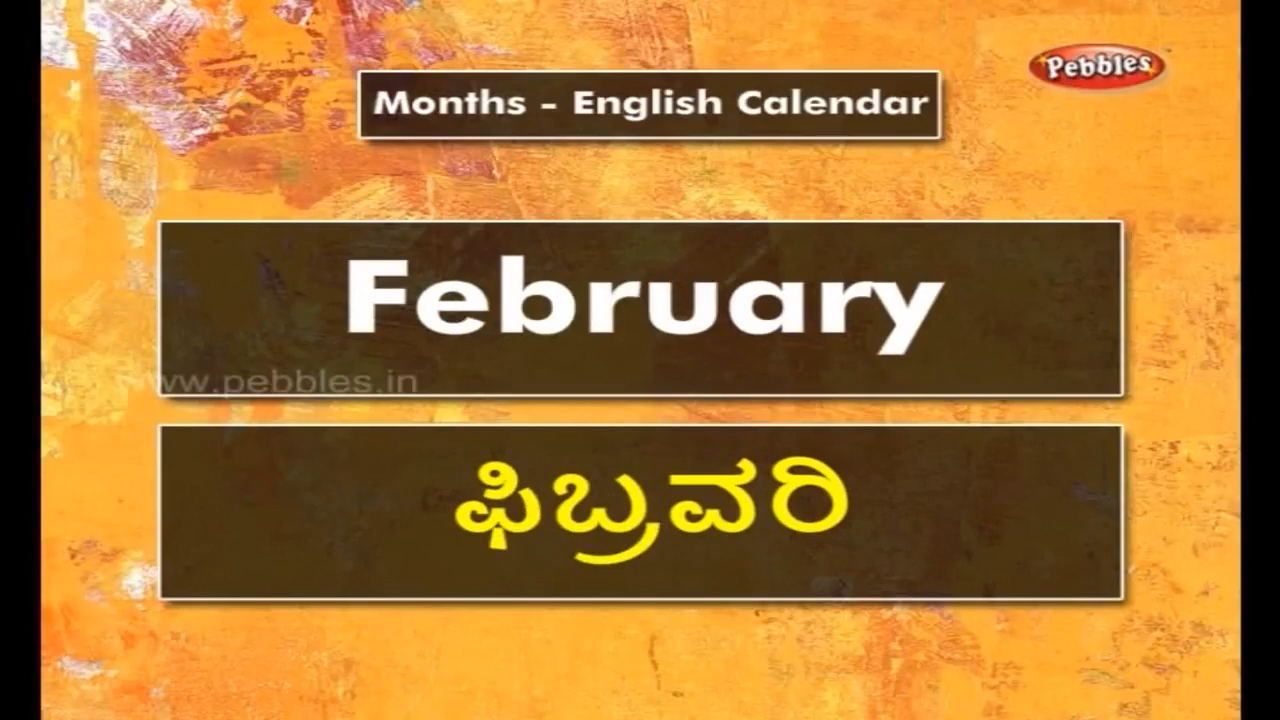 Pebbles
Months - English Calendar
February
www.pebbles.in
ಫಿಬ್ರವರಿ